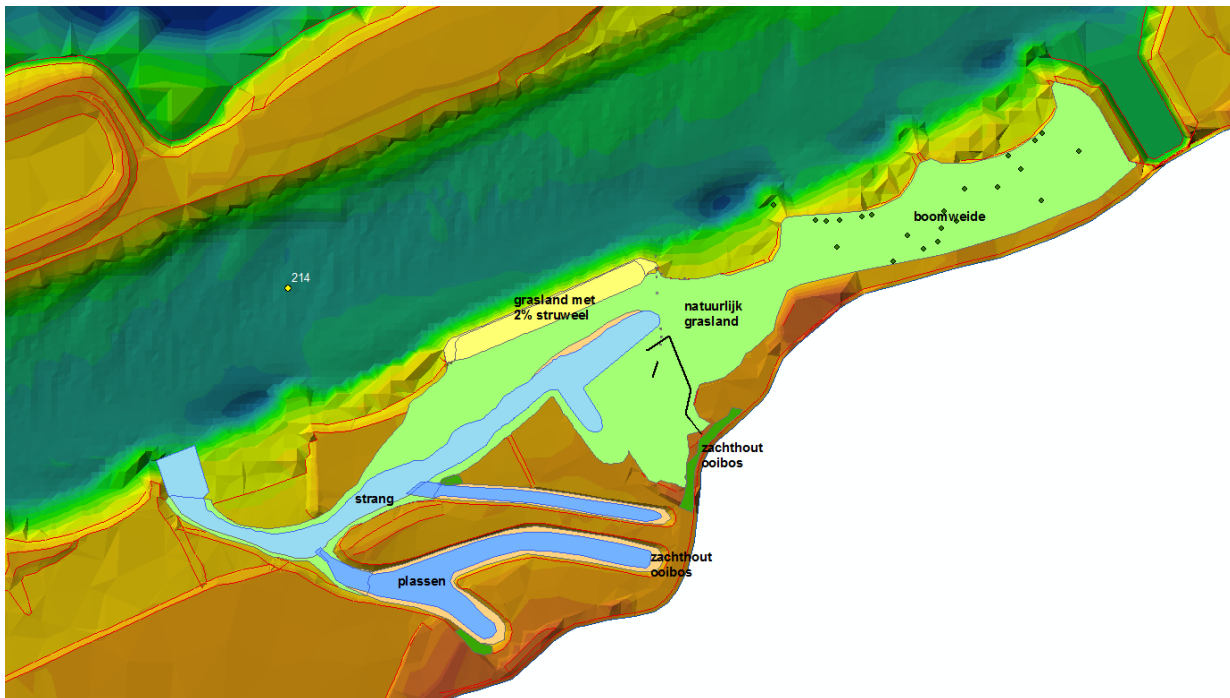 boomweide
214
grasland met
2% struweel
natuurlijk
grasland
zachthout
ooibos
strang
zachthout
ooibos
plassen